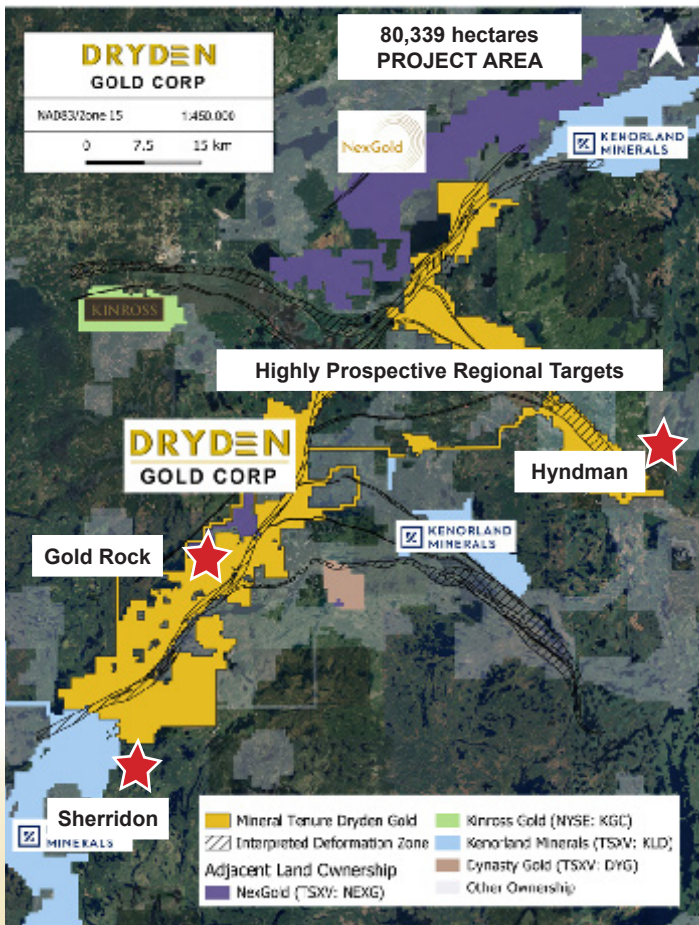 DRYDEN
GOLD CORP
NAD83/Zone 15 1:450,000
0 7.5 15 km
80,339 hectares
PROJECT AREA
NexGold
KENORLAND
MINERALS
KINROSS
Highly Prospective Regional Targets
DRYDEN
GOLD CORP
Hyndman
KENORLAND
MINERALS
Gold Rock
Sherridon
MINERALS
Mineral Tenure Dryden Gold
Interpreted Deformation Zone
Adjacent Land Ownership
NexGold (TSXV: NEXG)
Kinross Gold (NYSE: KGC)
Kenorland Minerals (TSXV: KLD)
Dynasty Gold (TSXV: DYG)
Other Ownership